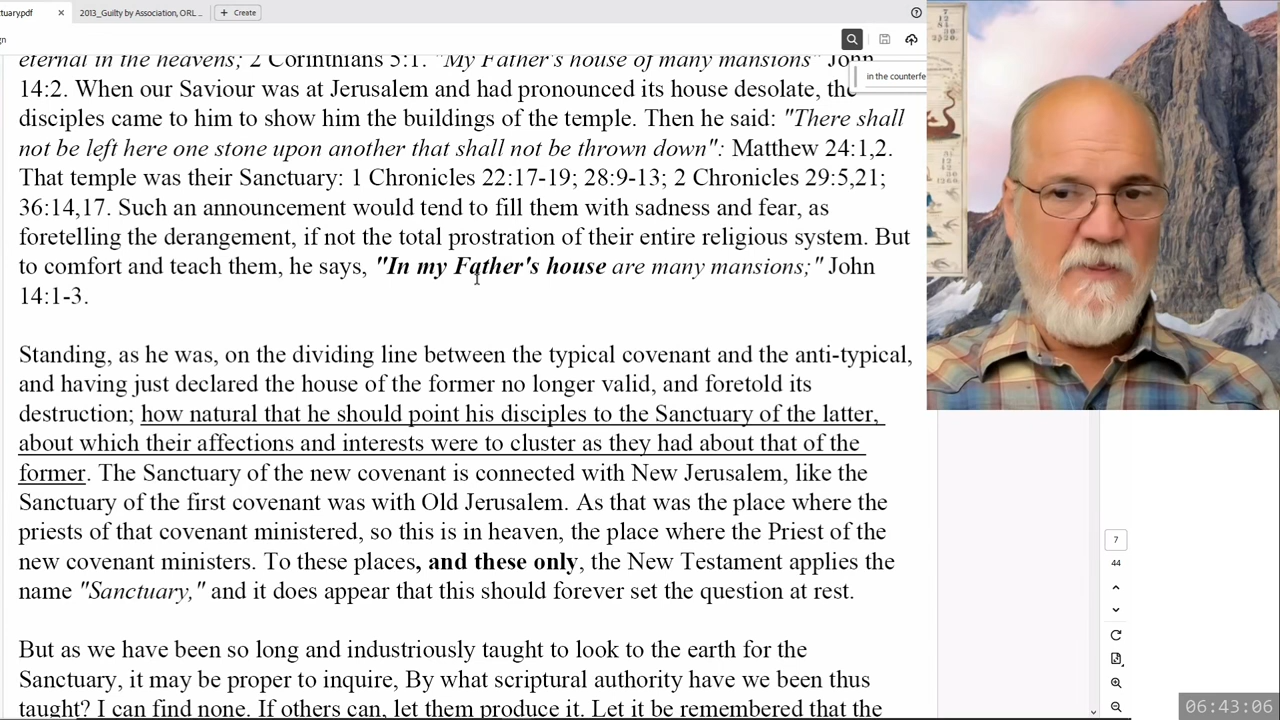 tuary.pdf
2013_Guilty by Association, ORL ...
+ Create
gn
eternal in the heavens; 2 Corinthians 5:1. "My Father's house of many mansions" John
in the counterfe
14:2. When our Saviour was at Jerusalem and had pronounced its house desolate, the
disciples came to him to show him the buildings of the temple. Then he said: "There shall
not be left here one stone upon another that shall not be thrown down": Matthew 24:1,2.
That temple was their Sanctuary: 1 Chronicles 22:17-19; 28:9-13; 2 Chronicles 29:5,21;
36:14,17. Such an announcement would tend to fill them with sadness and fear, as
foretelling the derangement, if not the total prostration of their entire religious system. But
to comfort and teach them, he says, "In my Father's house are many mansions;" John
14:1-3.
Standing, as he was, on the dividing line between the typical covenant and the anti-typical,
and having just declared the house of the former no longer valid, and foretold its
destruction; how natural that he should point his disciples to the Sanctuary of the latter,
about which their affections and interests were to cluster as they had about that of the
former. The Sanctuary of the new covenant is connected with New Jerusalem, like the
Sanctuary of the first covenant was with Old Jerusalem. As that was the place where the
priests of that covenant ministered, so this is in heaven, the place where the Priest of the
new covenant ministers. To these places, and these only, the New Testament applies the
name "Sanctuary," and it does appear that this should forever set the question at rest.
But as we have been so long and industriously taught to look to the earth for the
Sanctuary, it may be proper to inquire, By what scriptural authority have we been thus
taught? I can find none. If others can, let them produce it. Let it be remembered that the
7
44
06:43:06